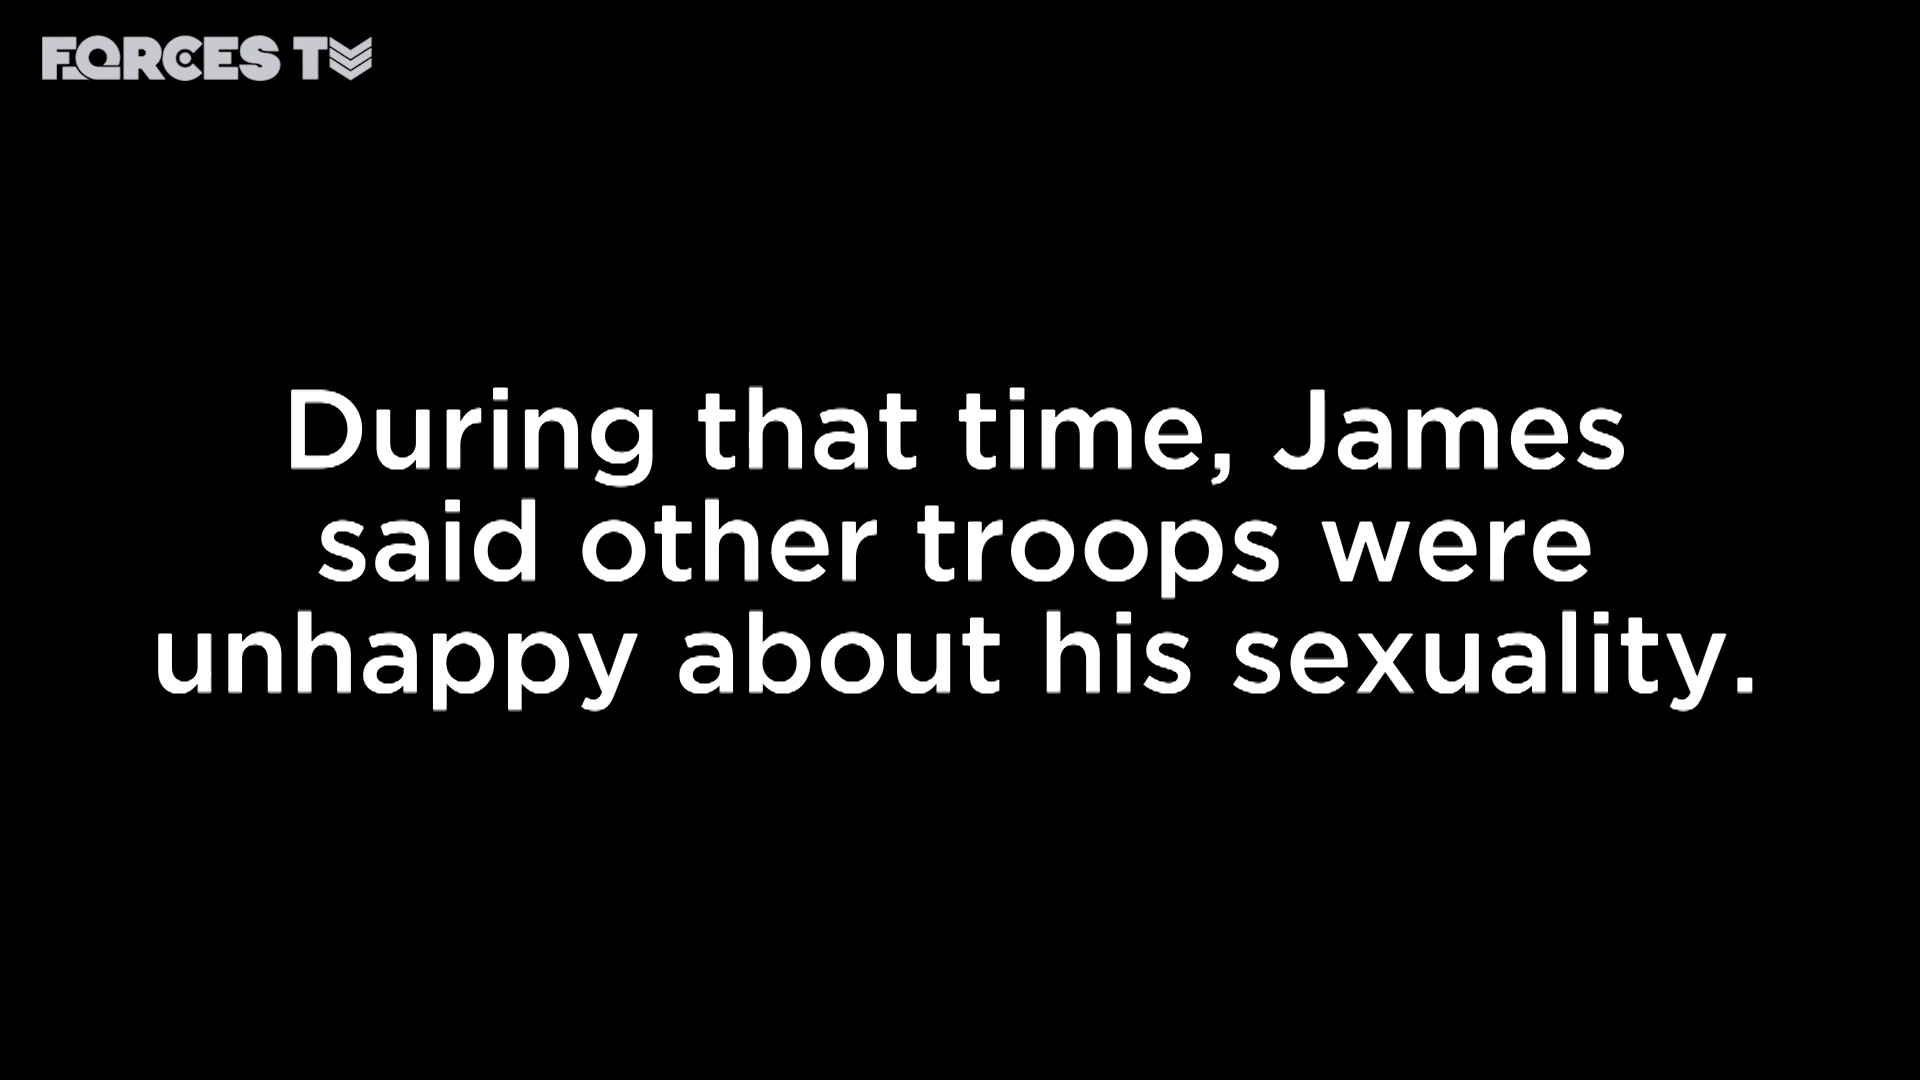 FORCES TV
During that time, James
said other troops were
unhappy about his sexuality.